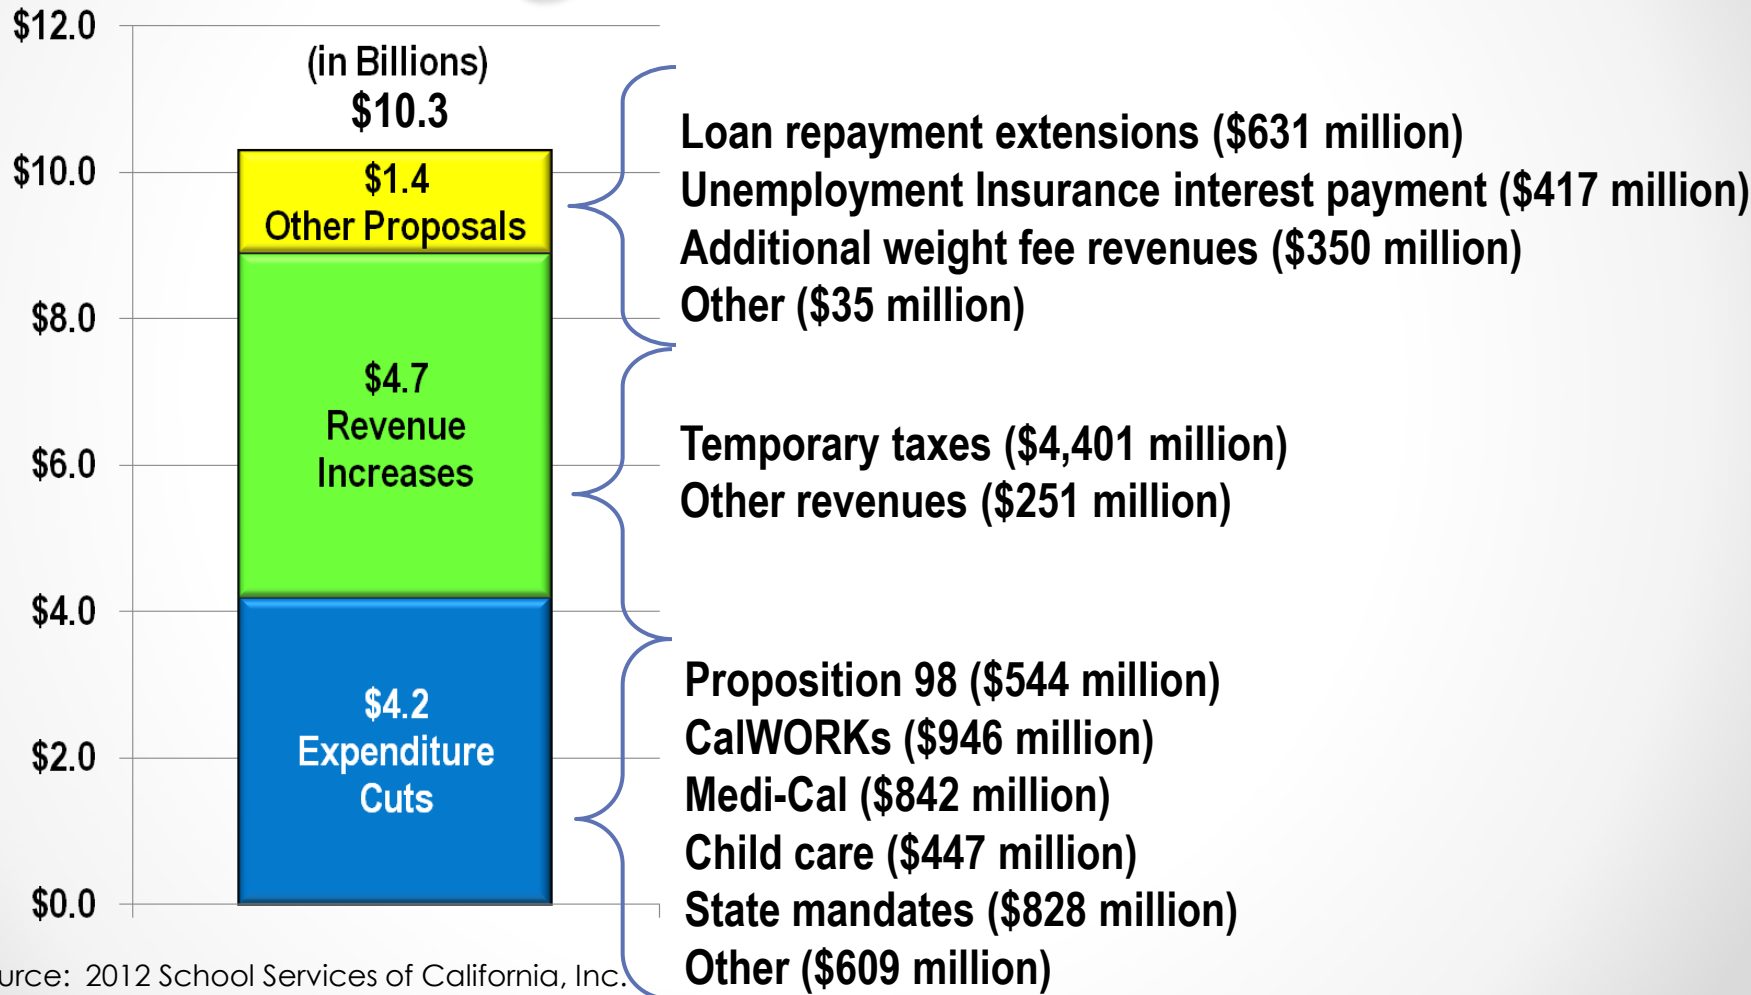 $12.0
$10.0
$8.0
$6.0
$4.0
$2.0
$0.0
(in Billions)
$10.3
$1.4
Other Proposals
$4.7
Revenue
Increases
$4.2
Expenditure
Cuts
Loan repayment extensions ($631 million)
Unemployment Insurance interest payment ($417 million)
Additional weight fee revenues ($350 million)
Other ($35 million)
Temporary taxes ($4,401 million)
Other revenues ($251 million)
Proposition 98 ($544 million)
CalWORKs ($946 million)
Medi-Cal ($842 million)
Child care ($447 million)
State mandates ($828 million)
Other ($609 million)
urce: 2012 School Services of California, Inc.